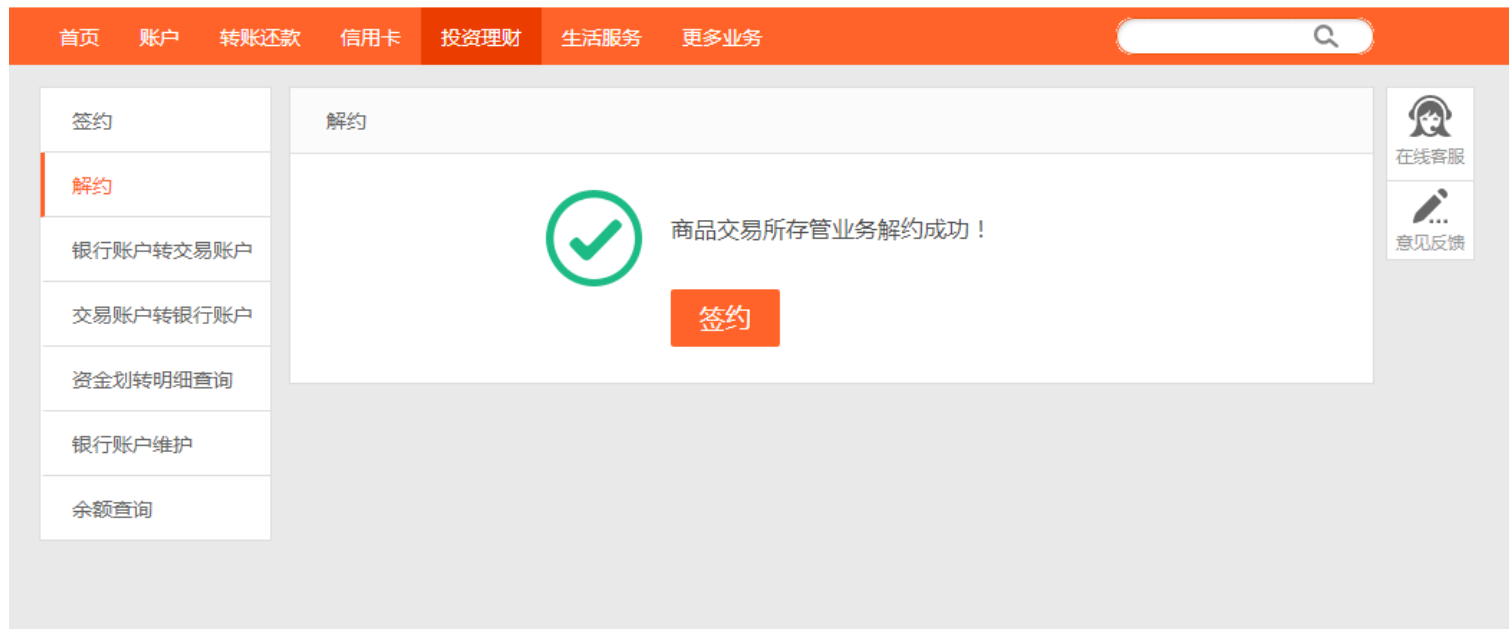 首页 账户 转账还款 信用卡 投资理财 生活服务 更多业务
签约
解约
银行账户转交易账户
交易账户转银行账户
资金划转明细查询
银行账户维护
余额查询
解约
商品交易所存管业务解约成功！
签约
在线客服
意见反馈